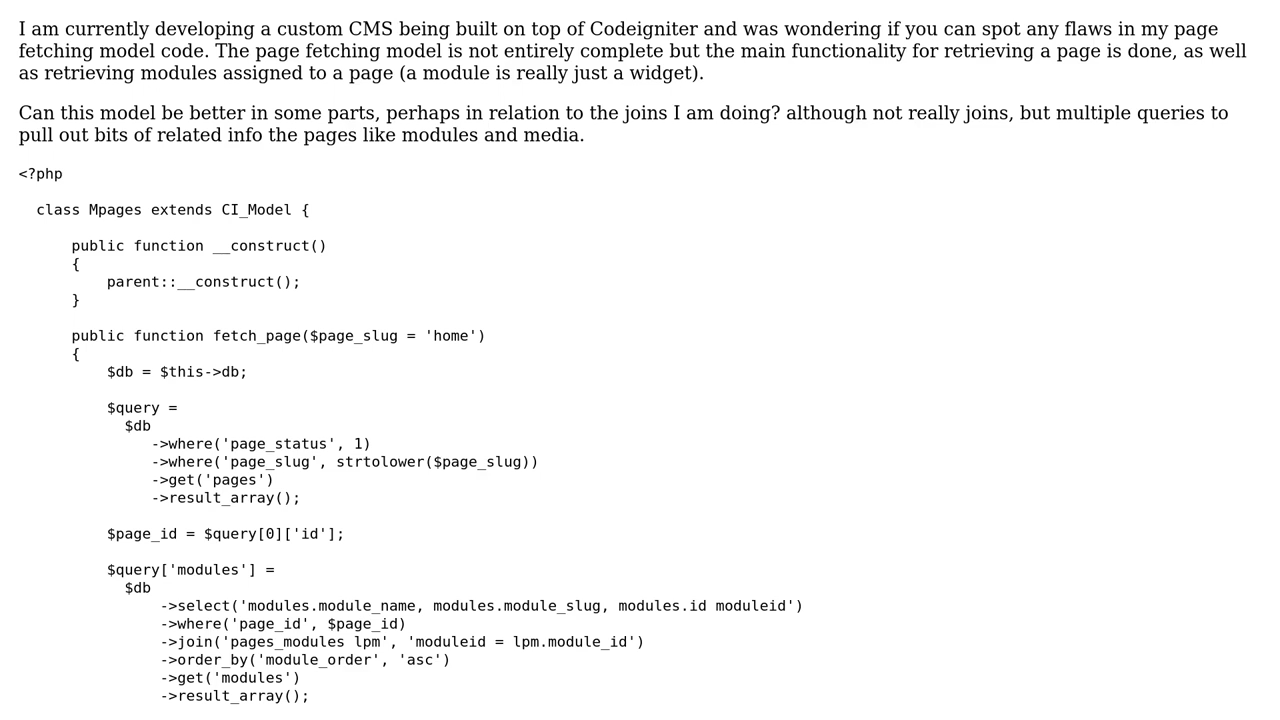 I am currently developing a custom CMS being built on top of Codeigniter and was wondering if you can spot any flaws in my page
fetching model code. The page fetching model is not entirely complete but the main functionality for retrieving a page is done, as well
as retrieving modules assigned to a page (a module is really just a widget).
Can this model be better in some parts, perhaps in relation to the joins I am doing? although not really joins, but multiple queries to
pull out bits of related info the pages like modules and media.
<?php
class Mpages extends CI_Model {
public function __construct()
{
parent::__construct();
}
public function fetch_page($page_slug = 'home')
{
$db = $this->db;
$query =
$db
->where('page_status', 1)
->where('page_slug', strtolower($page_slug))
->get('pages')
->result_array();
$page_id = $query[0]['id'];
$query['modules'] =
$db
->select('modules.module_name, modules.module_slug, modules.id moduleid')
->where('page_id', $page_id)
->join('pages_modules lpm', 'moduleid = lpm.module_id')
->order_by('module_order', 'asc')
->get('modules')
->result_array();